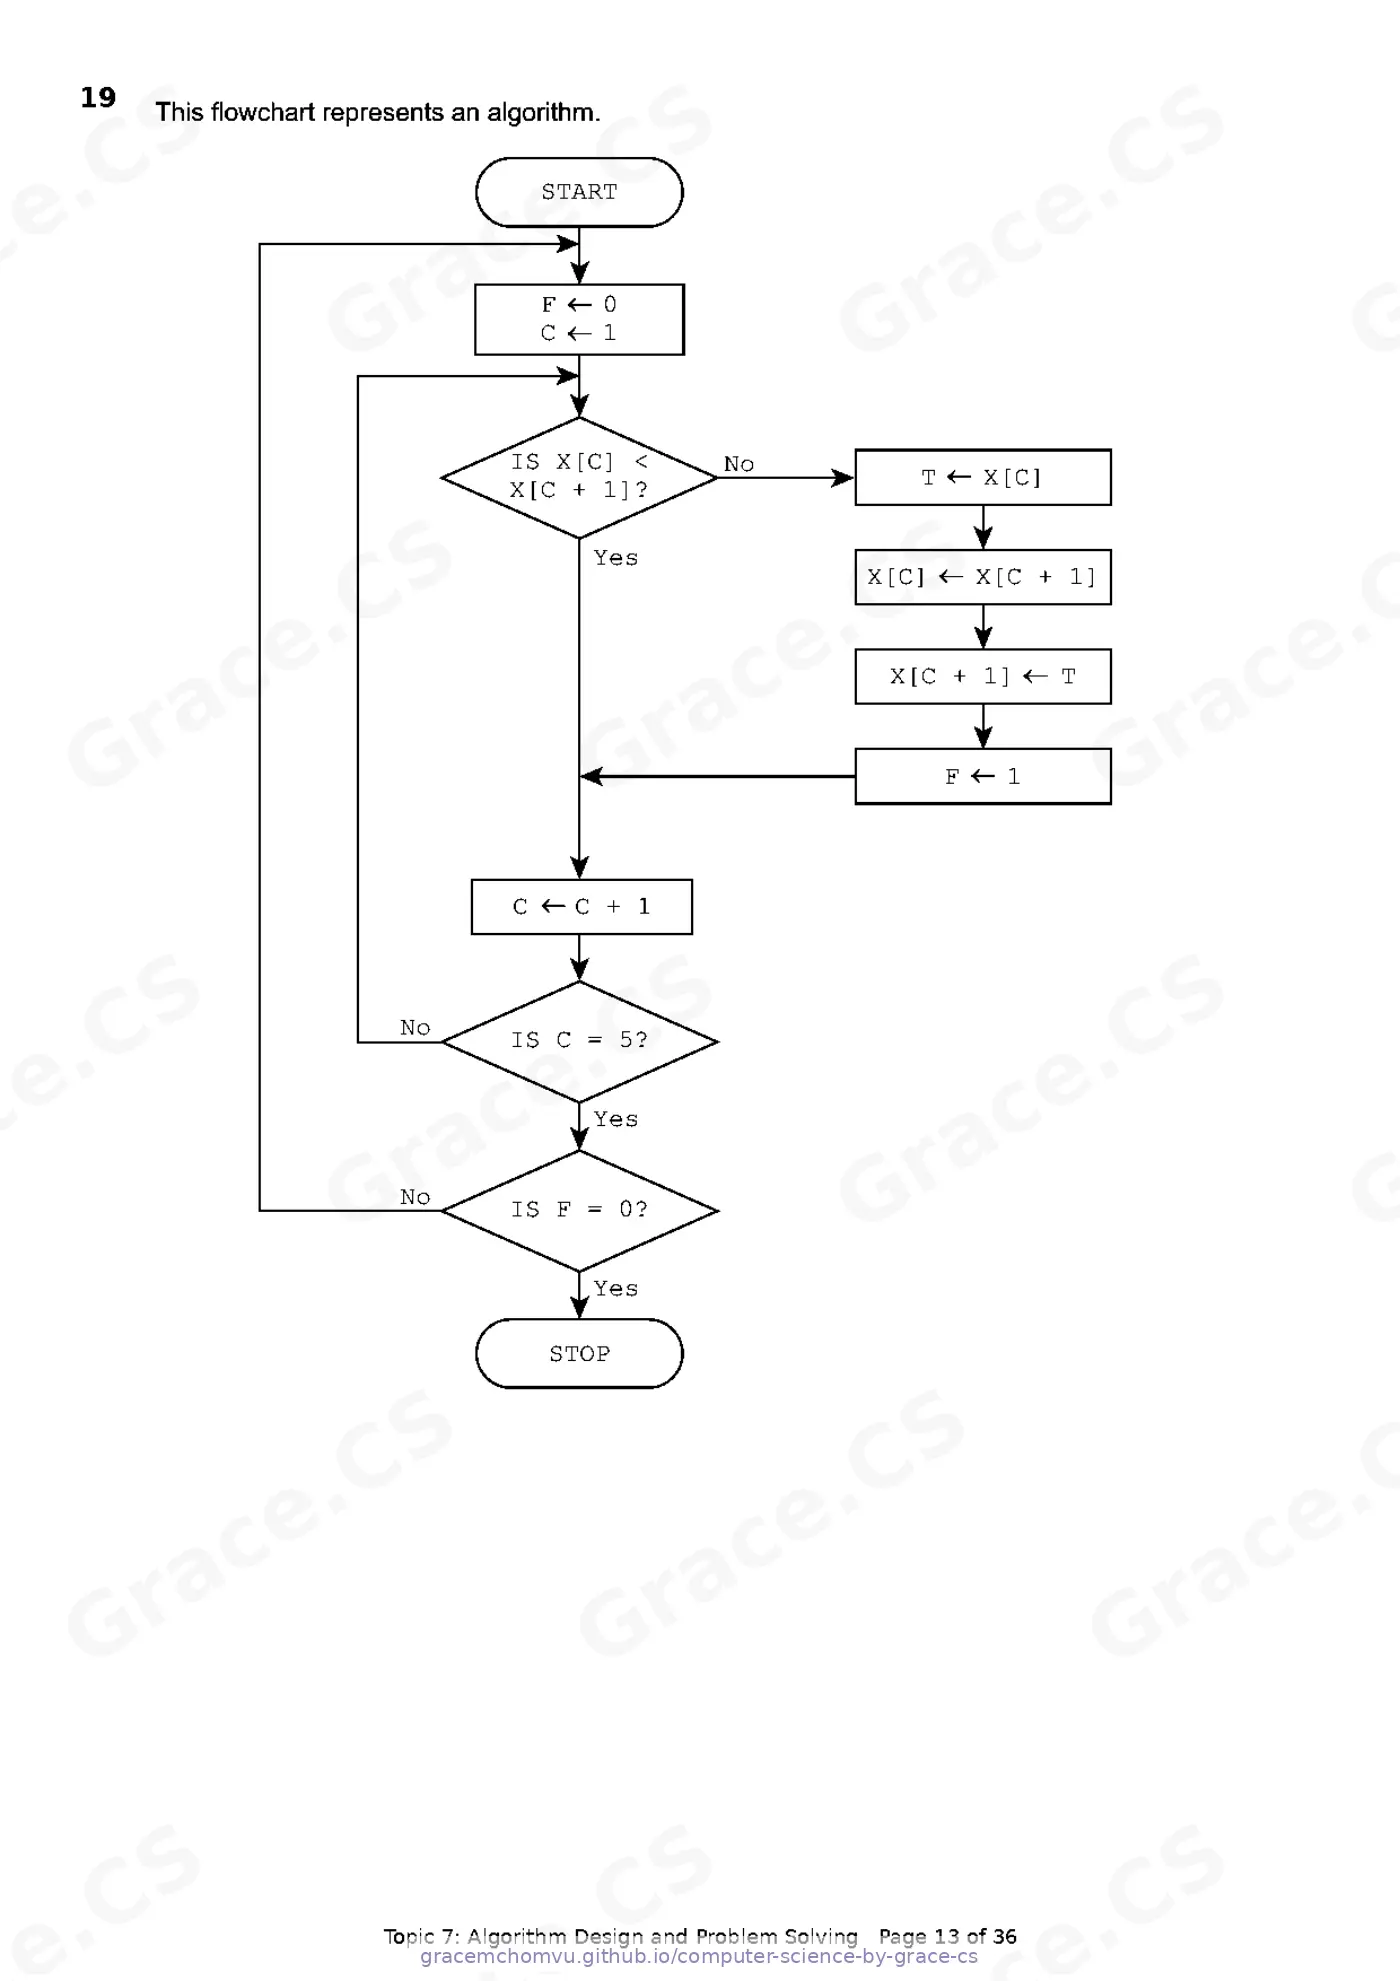 19
This flowchart represents an algorithm.
START
F ← 0
C ← 1
IS X[C] <
X[C + 1]?
No
T ← X[C]
X[C] ← X[C + 1]
X[C + 1] ← T
F ← 1
Yes
C ← C + 1
No
IS C = 5?
Yes
No
IS F = 0?
Yes
STOP
Topic 7: Algorithm Design and Problem Solving Page 13 of 36
gracemchomvu.github.io/computer-science-by-grace-cs
Grace.CS